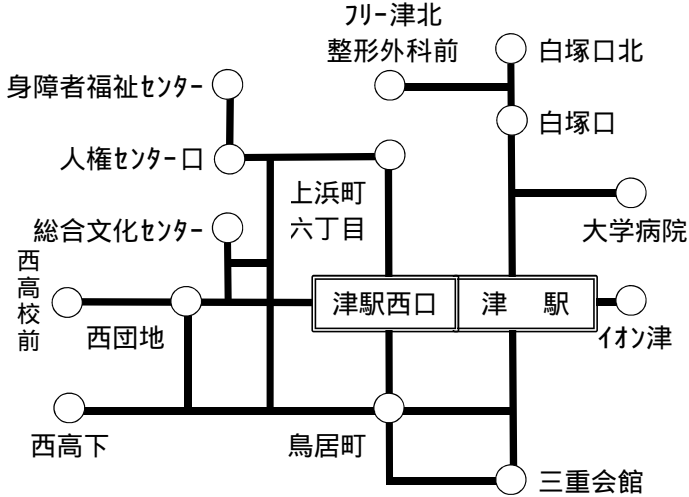 ﾌﾘｰ津北
整形外科前
白塚口北
身障者福祉ｾﾝﾀｰ
白塚口
人権ｾﾝﾀｰ口
上浜町
六丁目
総合文化ｾﾝﾀｰ
大学病院
西高校前
津駅西口
津　駅
西団地
ｲｵﾝ津
西高下
鳥居町
三重会館